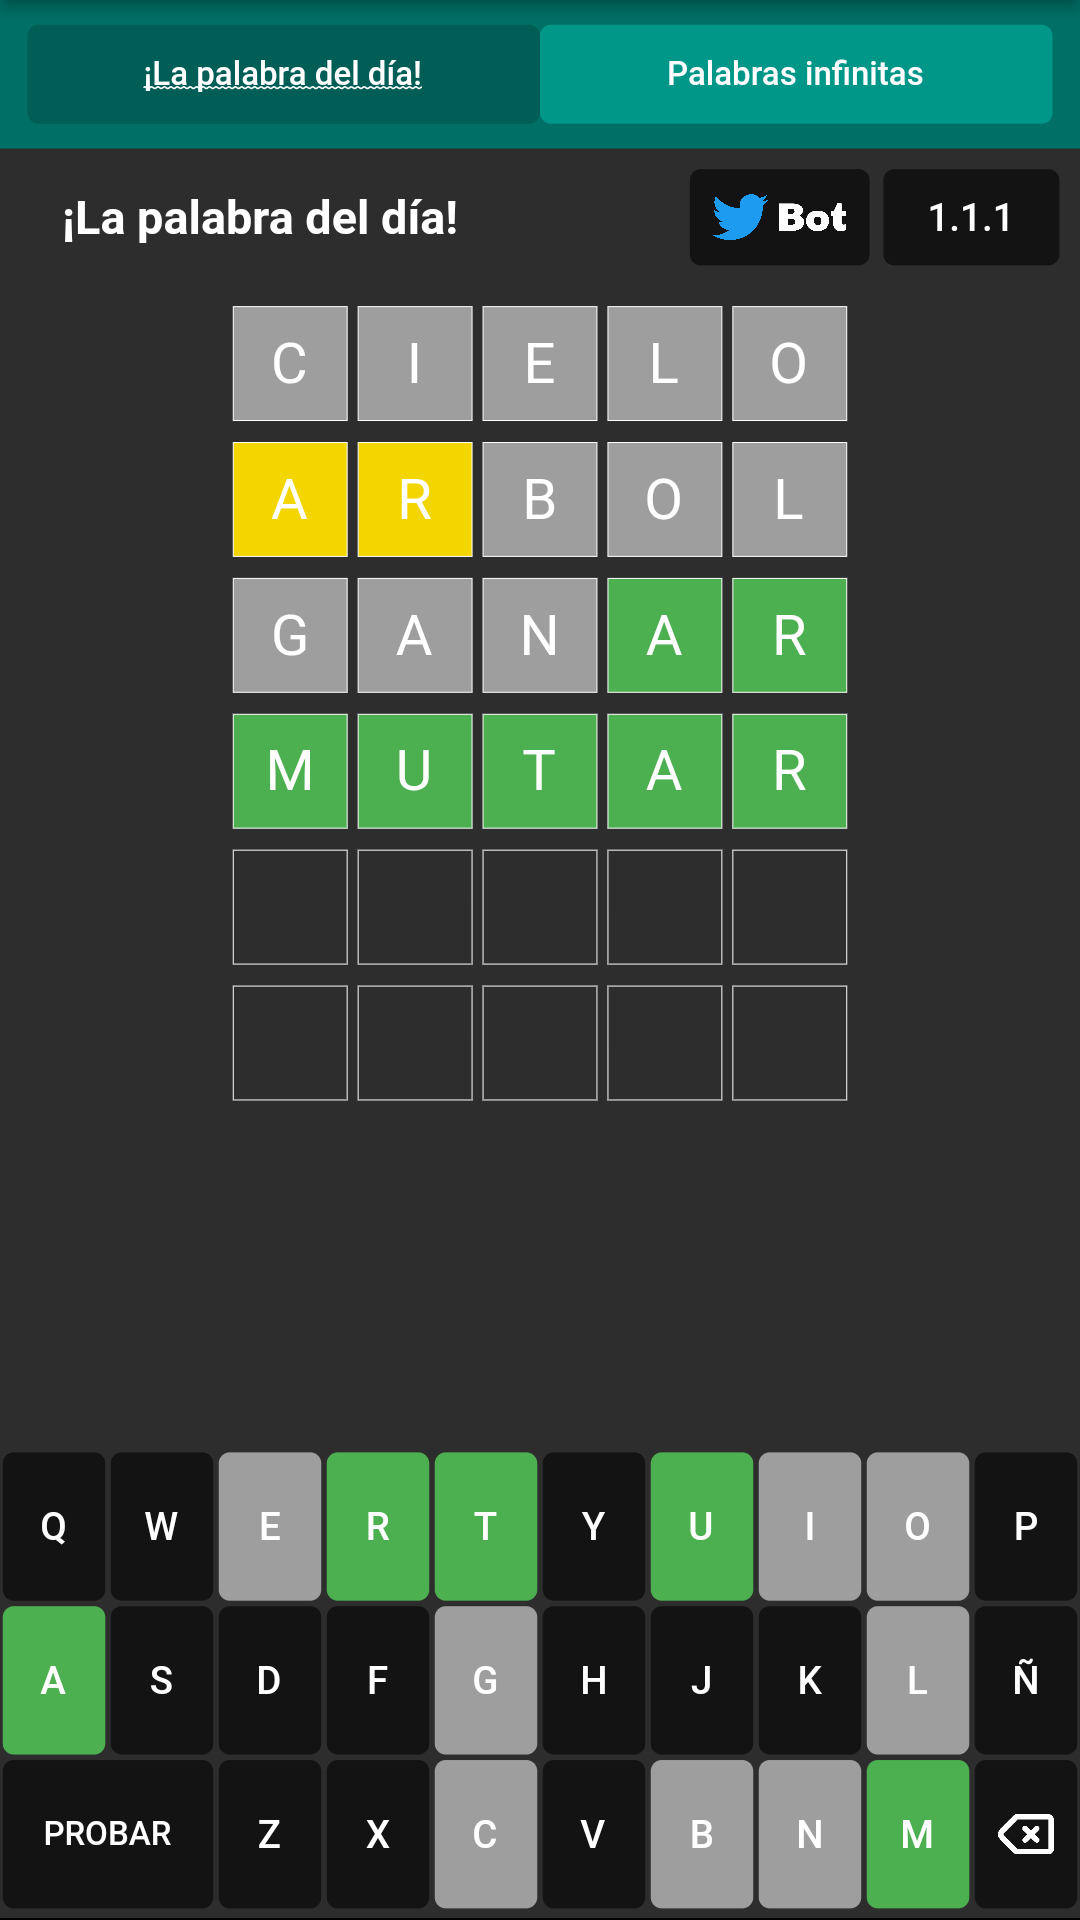 ¡La palabra del día! Palabras infinitas
¡La palabra del día! Bot 1.1.1
C I E L O
A R B O L
G A N A R
M U T A R
Q W E R T Y U I O P
A S D F G H J K L Ñ
PROBAR Z X C V B N M